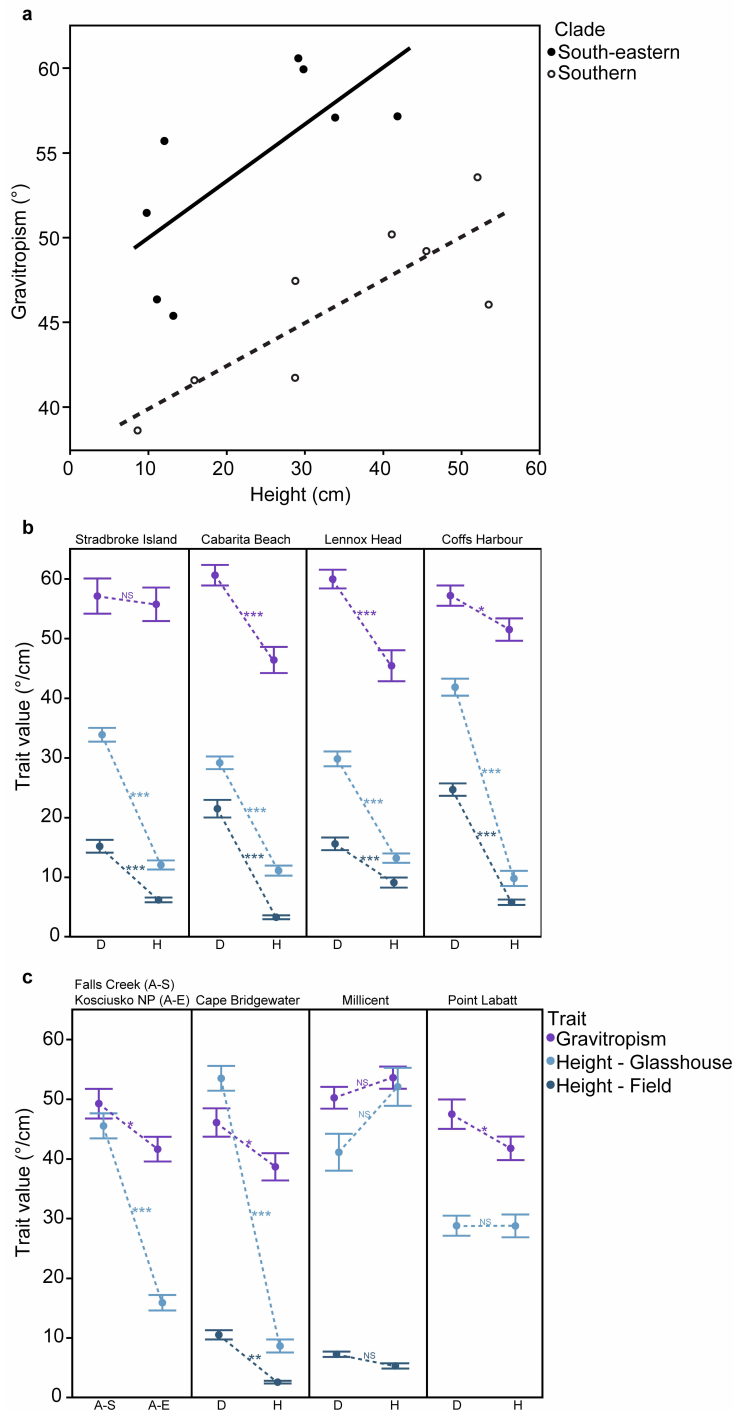 a
Clade
South-eastern
Southern
60
55
50
45
40
Gravitropism (°)
0 10 20 30 40 50 60
Height (cm)
b
Stradbroke Island Cabarita Beach Lennox Head Coffs Harbour
60
50
40
30
20
10
0
Trait value (°/cm)
NS *** *** *
*** *** *** ***
*** *** *** ***
D H D H D H D H
c
Falls Creek (A-S)
Kosciusko NP (A-E) Cape Bridgewater Millicent Point Labatt
Trait
Gravitropism
Height - Glasshouse
Height - Field
60
50
40
30
20
10
0
Trait value (°/cm)
* * NS *
*** *** NS NS
** NS
A-S A-E D H D H D H